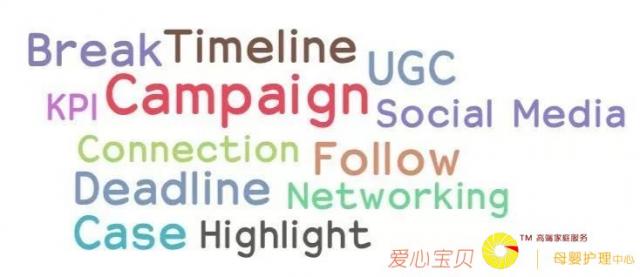 Break Timeline
UGC
KPI Campaign
Social Media
Connection Follow
Deadline Networking
Case Highlight
爱心宝贝
TM 高端家庭服务
母婴护理中心